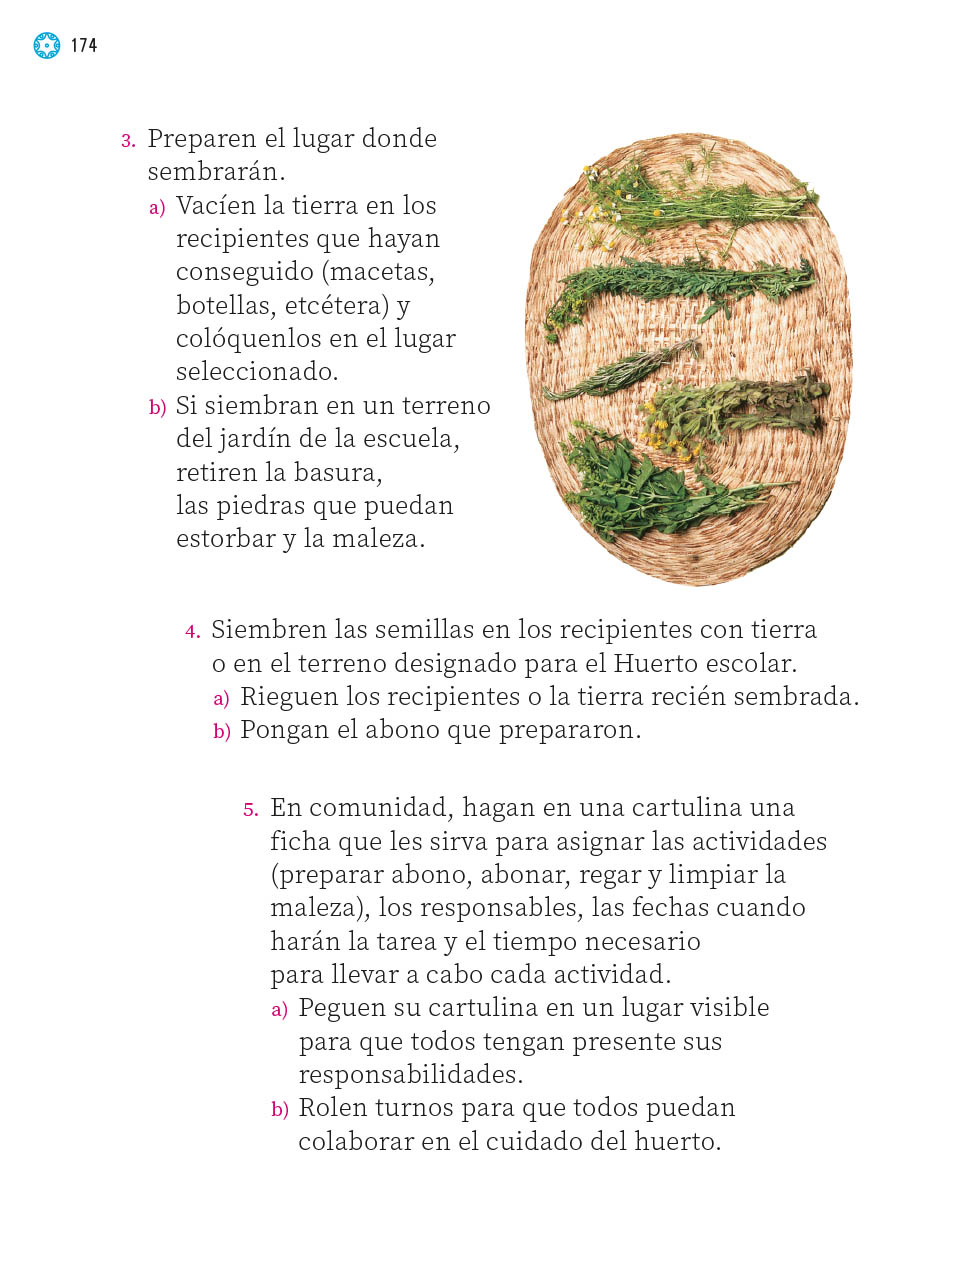 174
3. Preparen el lugar donde
sembrarán.
a) Vacíen la tierra en los
recipientes que hayan
conseguido (macetas,
botellas, etcétera) y
colóquenlos en el lugar
seleccionado.
b) Si siembran en un terreno
del jardín de la escuela,
retiren la basura,
las piedras que puedan
estorbar y la maleza.
4. Siembren las semillas en los recipientes con tierra
o en el terreno designado para el Huerto escolar.
a) Rieguen los recipientes o la tierra recién sembrada.
b) Pongan el abono que prepararon.
5. En comunidad, hagan en una cartulina una
ficha que les sirva para asignar las actividades
(preparar abono, abonar, regar y limpiar la
maleza), los responsables, las fechas cuando
harán la tarea y el tiempo necesario
para llevar a cabo cada actividad.
a) Peguen su cartulina en un lugar visible
para que todos tengan presente sus
responsabilidades.
b) Rolen turnos para que todos puedan
colaborar en el cuidado del huerto.